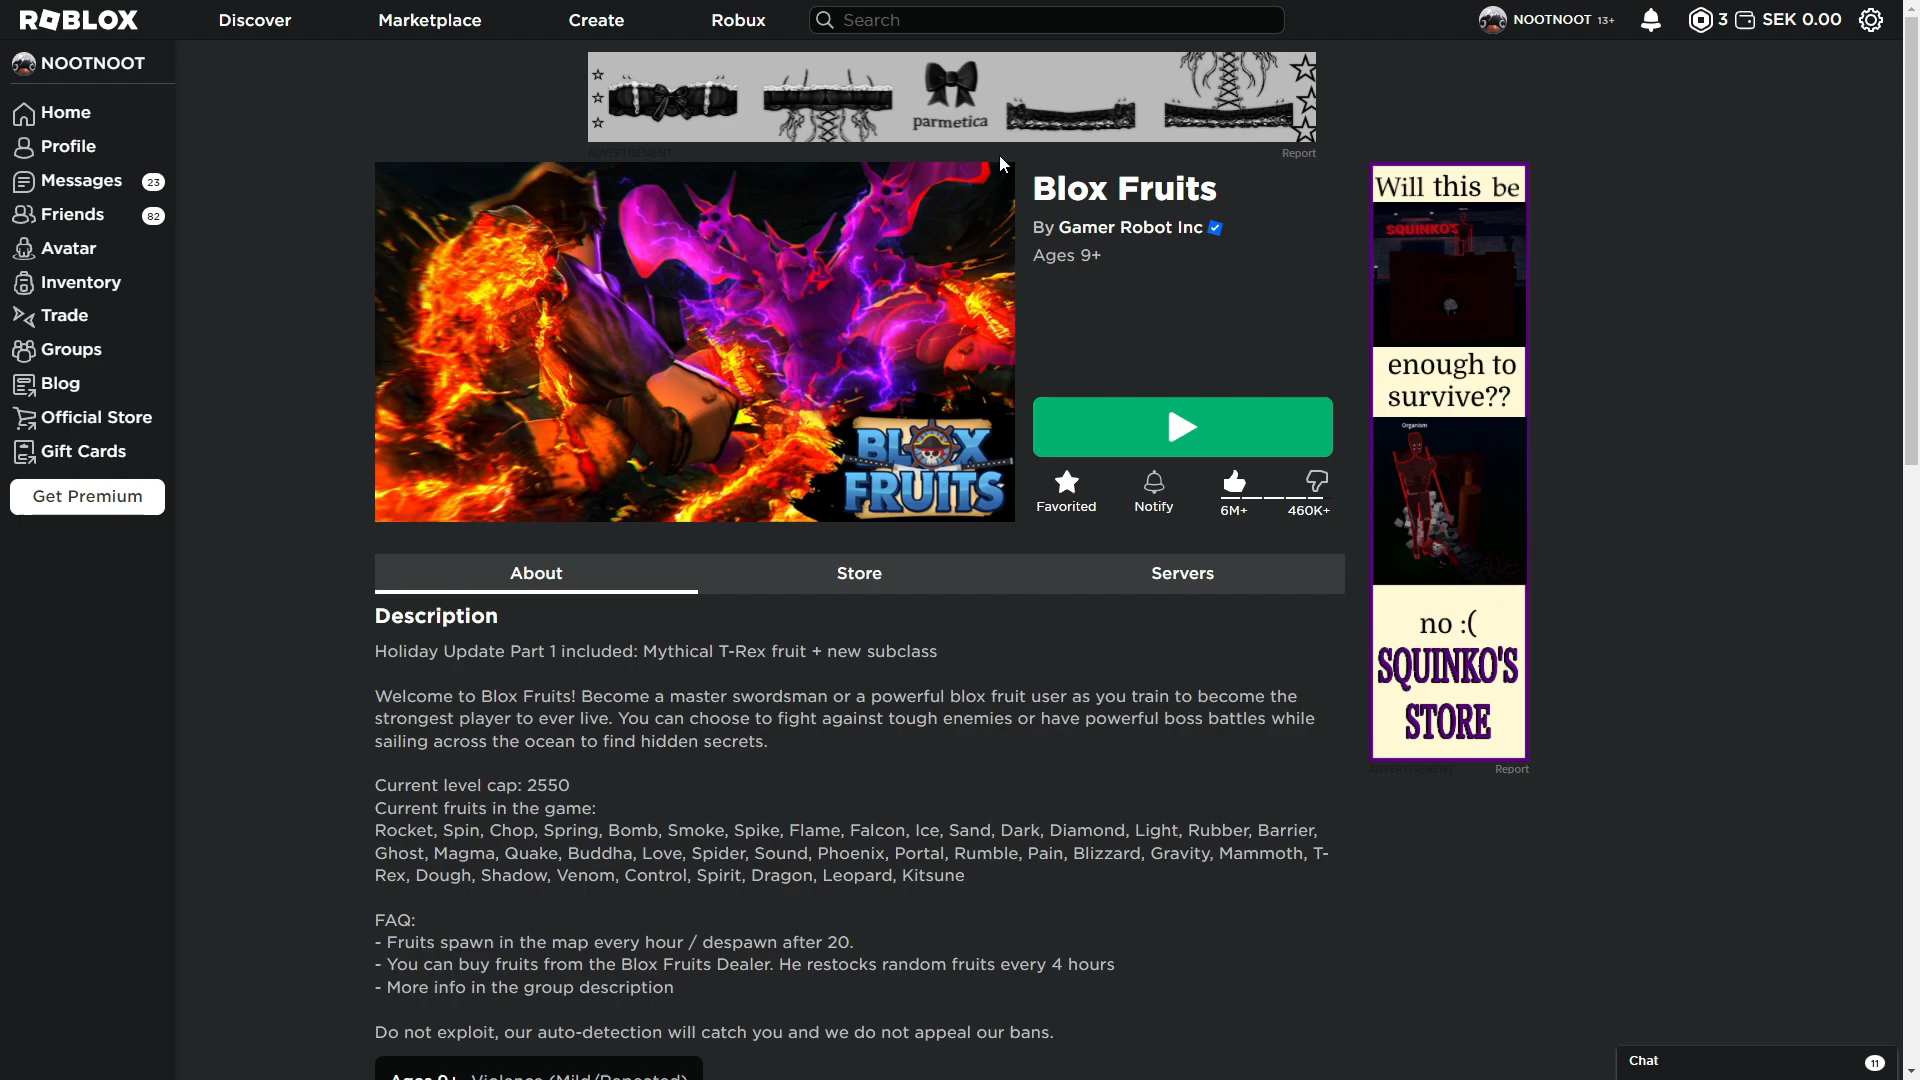 ROBLOX
Discover
Marketplace
Create
Robux
Search
NOOTNOOT 13+
3
SEK 0.00
NOOTNOOT
Home
Profile
Messages 23
Friends 82
Avatar
Inventory
Trade
Groups
Blog
Official Store
Gift Cards
Get Premium
parmetica
ADVERTISEMENT
Report
BLOX
FRUITS
Blox Fruits
By Gamer Robot Inc
Ages 9+
Favorited
Notify
6M+
460K+
Will this be
SQUINKO'S
enough to
survive??
Organism
no :(
SQUINKO'S
STORE
ADVERTISEMENT
Report
About
Store
Servers
Description
Holiday Update Part 1 included: Mythical T-Rex fruit + new subclass
Welcome to Blox Fruits! Become a master swordsman or a powerful blox fruit user as you train to become the
strongest player to ever live. You can choose to fight against tough enemies or have powerful boss battles while
sailing across the ocean to find hidden secrets.
Current level cap: 2550
Current fruits in the game:
Rocket, Spin, Chop, Spring, Bomb, Smoke, Spike, Flame, Falcon, Ice, Sand, Dark, Diamond, Light, Rubber, Barrier,
Ghost, Magma, Quake, Buddha, Love, Spider, Sound, Phoenix, Portal, Rumble, Pain, Blizzard, Gravity, Mammoth, T-
Rex, Dough, Shadow, Venom, Control, Spirit, Dragon, Leopard, Kitsune
FAQ:
- Fruits spawn in the map every hour / despawn after 20.
- You can buy fruits from the Blox Fruits Dealer. He restocks random fruits every 4 hours
- More info in the group description
Do not exploit, our auto-detection will catch you and we do not appeal our bans.
Ages 9+ Violence (Mild/Repeated)
Chat
11